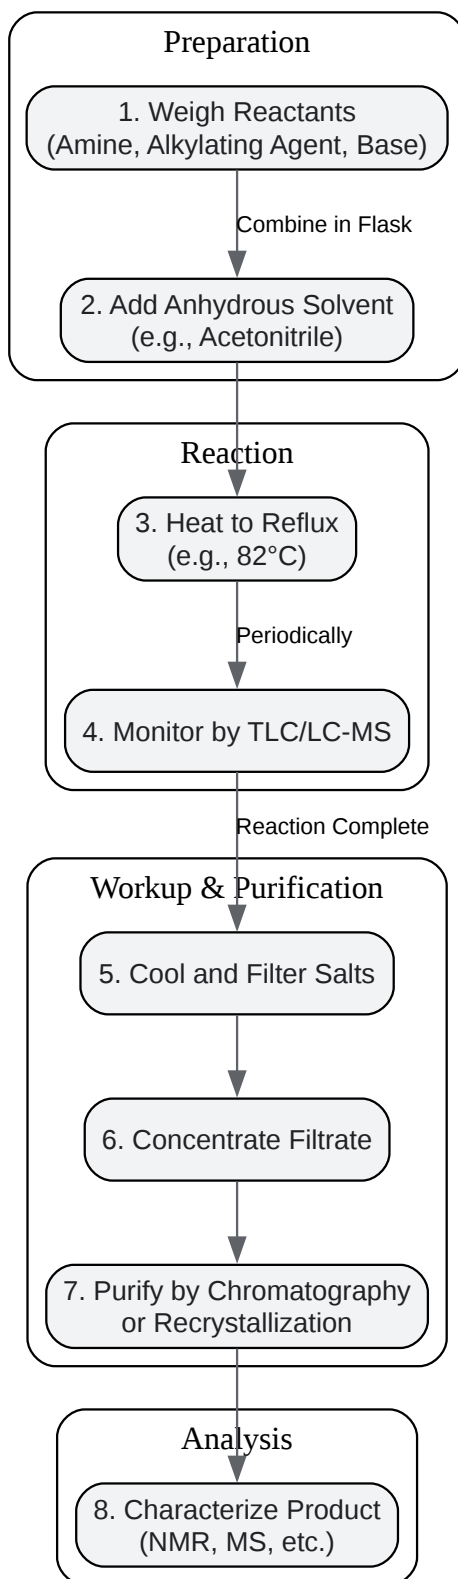 Preparation
1. Weigh Reactants
(Amine, Alkylating Agent, Base)
Combine in Flask
2. Add Anhydrous Solvent
(e.g., Acetonitrile)
Reaction
3. Heat to Reflux
(e.g., 82°C)
Periodically
4. Monitor by TLC/LC-MS
Reaction Complete
Workup & Purification
5. Cool and Filter Salts
6. Concentrate Filtrate
7. Purify by Chromatography
or Recrystallization
Analysis
8. Characterize Product
(NMR, MS, etc.)